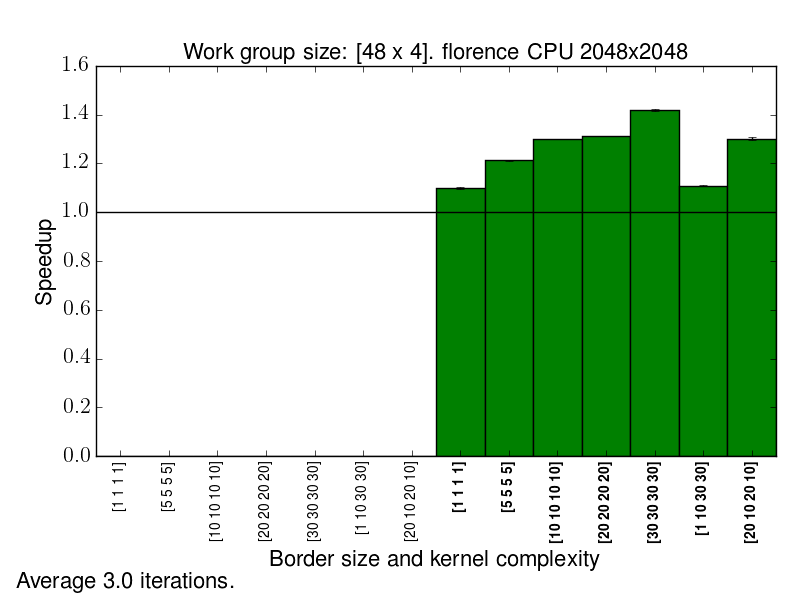 Work group size: [48 x 4]. florence CPU 2048x2048
1.6
1.4
1.2
1.0
0.8
0.6
0.4
0.2
0.0
Speedup
[1 1 1 1]
[5 5 5 5]
[10 10 10 10]
[20 20 20 20]
[30 30 30 30]
[1 10 30 30]
[20 10 20 10]
[1 1 1 1]
[5 5 5 5]
[10 10 10 10]
[20 20 20 20]
[30 30 30 30]
[1 10 30 30]
[20 10 20 10]
Border size and kernel complexity
Average 3.0 iterations.